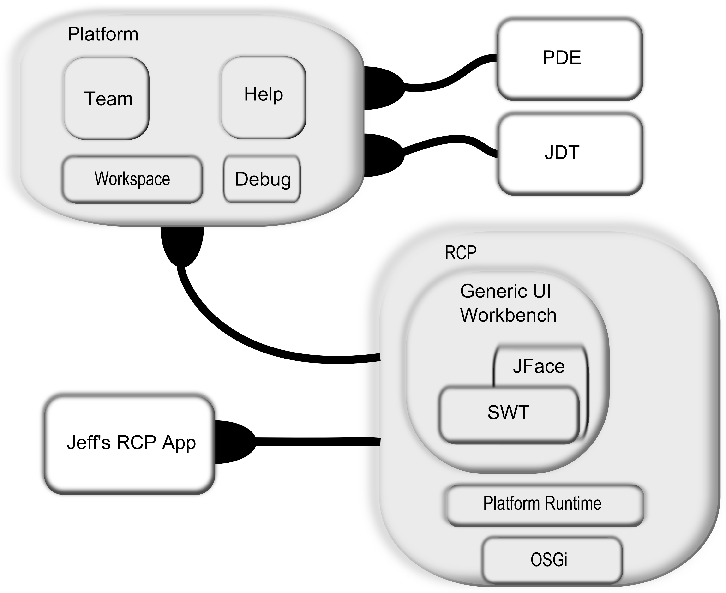 Platform
Team
Help
Workspace
Debug
PDE
JDT
RCP
Generic UI
Workbench
JFace
SWT
Jeff's RCP App
Platform Runtime
OSGi